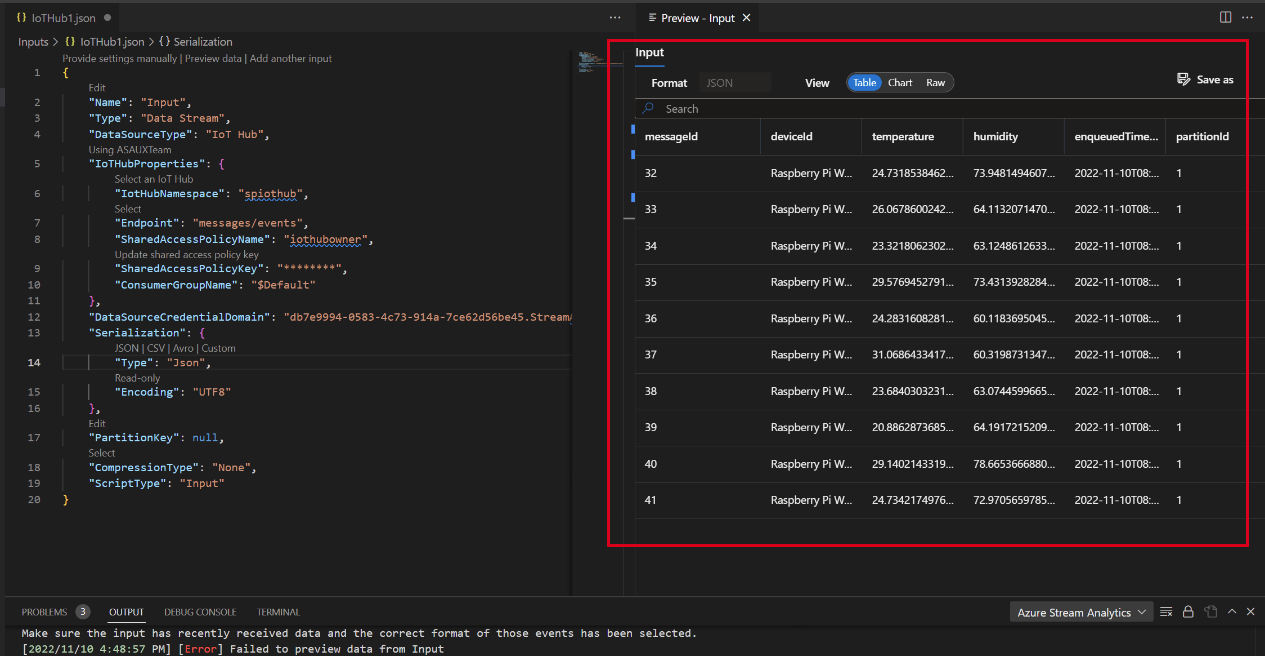 {} IoTHub1.json ●
Inputs > {} IoTHub1.json > {} Serialization
Provide settings manually | Preview data | Add another input
1 {
Edit
2 "Name": "Input",
3 "Type": "Data Stream",
4 "DataSourceType": "IoT Hub",
Using ASAUXTeam
5 "IoTHubProperties": {
Select an IoT Hub
6 "IotHubNamespace": "spiothub",
Select
7 "Endpoint": "messages/events",
8 "SharedAccessPolicyName": "iothubowner",
Update shared access policy key
9 "SharedAccessPolicyKey": "********",
10 "ConsumerGroupName": "$Default"
11 },
12 "DataSourceCredentialDomain": "db7e9994-0583-4c73-914a-7ce62d56be45.Stream
13 "Serialization": {
JSON | CSV | Avro | Custom
14 "Type": "Json",
Read-only
15 "Encoding": "UTF8"
16 },
Edit
17 "PartitionKey": null,
Select
18 "CompressionType": "None",
19 "ScriptType": "Input"
20 }
Preview - Input
Input
Format JSON View Table Chart Raw Save as
Search
messageId deviceId temperature humidity enqueuedTime... partitionId
32 Raspberry Pi W... 24.7318538462... 73.9481494607... 2022-11-10T08:... 1
33 Raspberry Pi W... 26.0678600242... 64.1132071470... 2022-11-10T08:... 1
34 Raspberry Pi W... 23.3218062302... 63.1248612633... 2022-11-10T08:... 1
35 Raspberry Pi W... 29.5769452791... 73.4313928284... 2022-11-10T08:... 1
36 Raspberry Pi W... 24.2831608281... 60.1183695045... 2022-11-10T08:... 1
37 Raspberry Pi W... 31.0686433417... 60.3198731347... 2022-11-10T08:... 1
38 Raspberry Pi W... 23.6840303231... 63.0744599665... 2022-11-10T08:... 1
39 Raspberry Pi W... 20.8862873685... 64.1917215209... 2022-11-10T08:... 1
40 Raspberry Pi W... 29.1402143319... 78.6653666880... 2022-11-10T08:... 1
41 Raspberry Pi W... 24.7342174976... 72.9705659785... 2022-11-10T08:... 1
PROBLEMS 3 OUTPUT DEBUG CONSOLE TERMINAL Azure Stream Analytics
Make sure the input has recently received data and the correct format of those events has been selected.
[2022/11/10 4:48:57 PM] [Error] Failed to preview data from Input